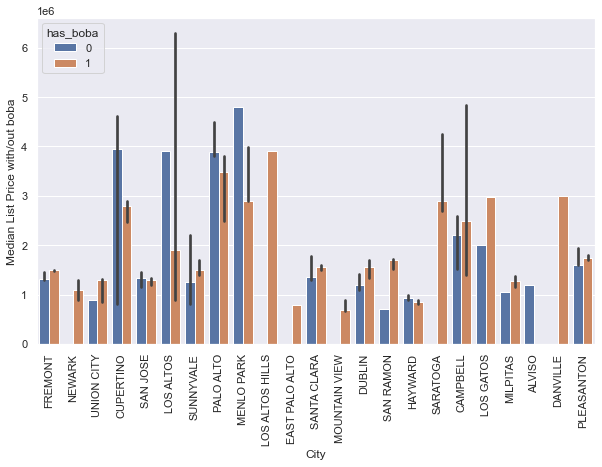 1e6
has_boba
0
1
6
5
4
3
2
1
0
Median List Price with/out boba
FREMONT
NEWARK
UNION CITY
CUPERTINO
SAN JOSE
LOS ALTOS
SUNNYVALE
PALO ALTO
MENLO PARK
LOS ALTOS HILLS
EAST PALO ALTO
SANTA CLARA
MOUNTAIN VIEW
DUBLIN
SAN RAMON
HAYWARD
SARATOGA
CAMPBELL
LOS GATOS
MILPITAS
ALVISO
DANVILLE
PLEASANTON
City